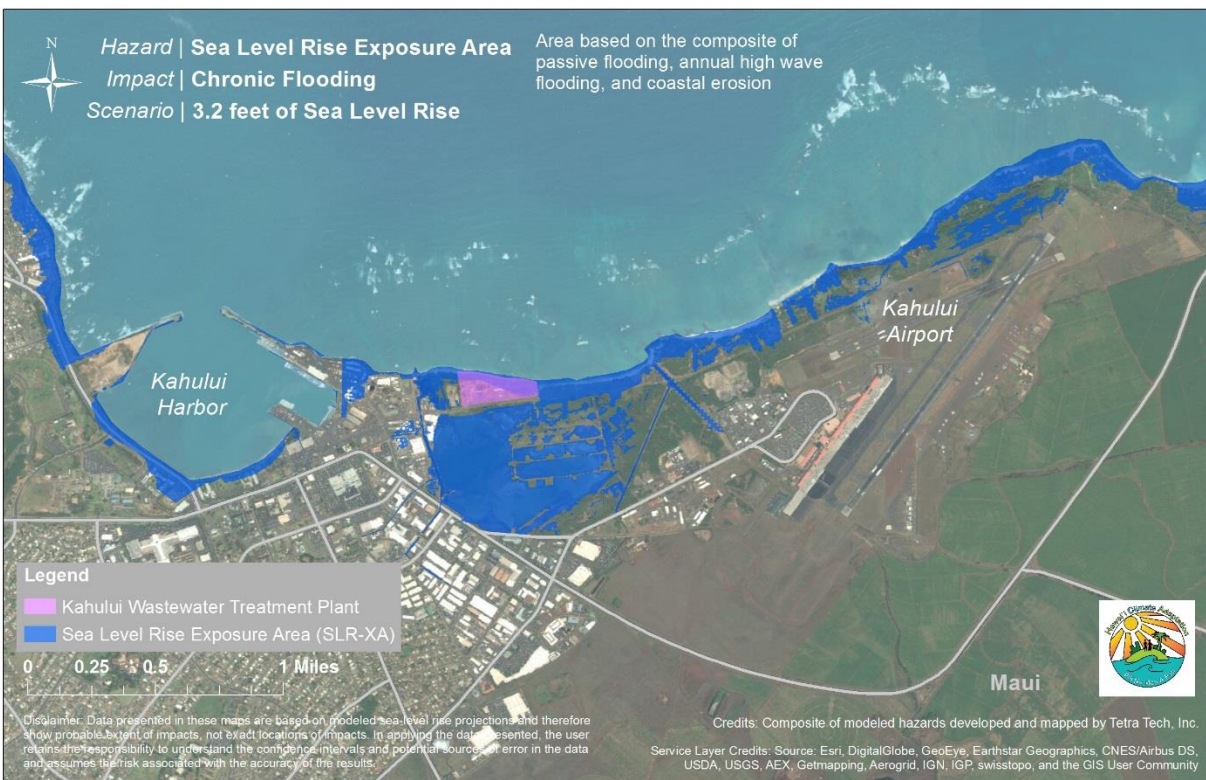 N
Hazard | Sea Level Rise Exposure Area
Impact | Chronic Flooding
Scenario | 3.2 feet of Sea Level Rise
Area based on the composite of
passive flooding, annual high wave
flooding, and coastal erosion
Kahului
Harbor
Kahului
Airport
Legend
Kahului Wastewater Treatment Plant
Sea Level Rise Exposure Area (SLR-XA)
0 0.25 0.5 1 Miles
Maui
Hawai'i Climate Adaptation
Disclaimer: Data presented in these maps are based on modeled sea-level rise projections and therefore
show probable extent of impacts, not exact locations of impacts. In applying the data presented, the user
retains the responsibility to understand the confidence intervals and potential sources of error in the data
and assumes the risk associated with the accuracy of the results.
Credits: Composite of modeled hazards developed and mapped by Tetra Tech, Inc.
Service Layer Credits: Source: Esri, DigitalGlobe, GeoEye, Earthstar Geographics, CNES/Airbus DS,
USDA, USGS, AEX, Getmapping, Aerogrid, IGN, IGP, swisstopo, and the GIS User Community